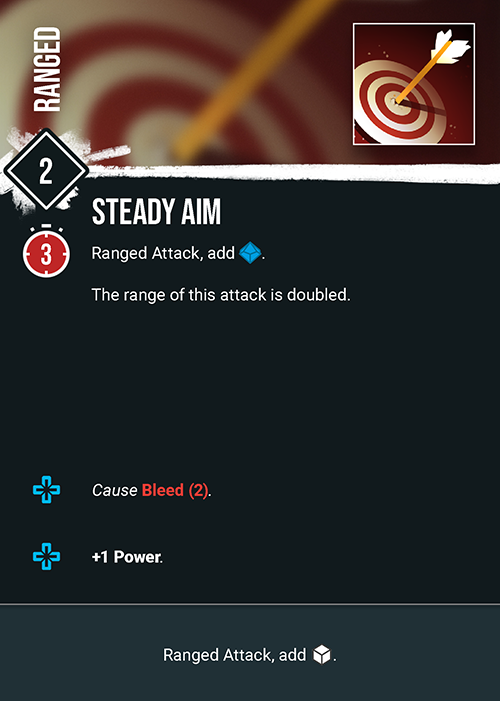 RANGED
2
STEADY AIM
3
Ranged Attack, add .
The range of this attack is doubled.
Cause Bleed (2).
+1 Power.
Ranged Attack, add .